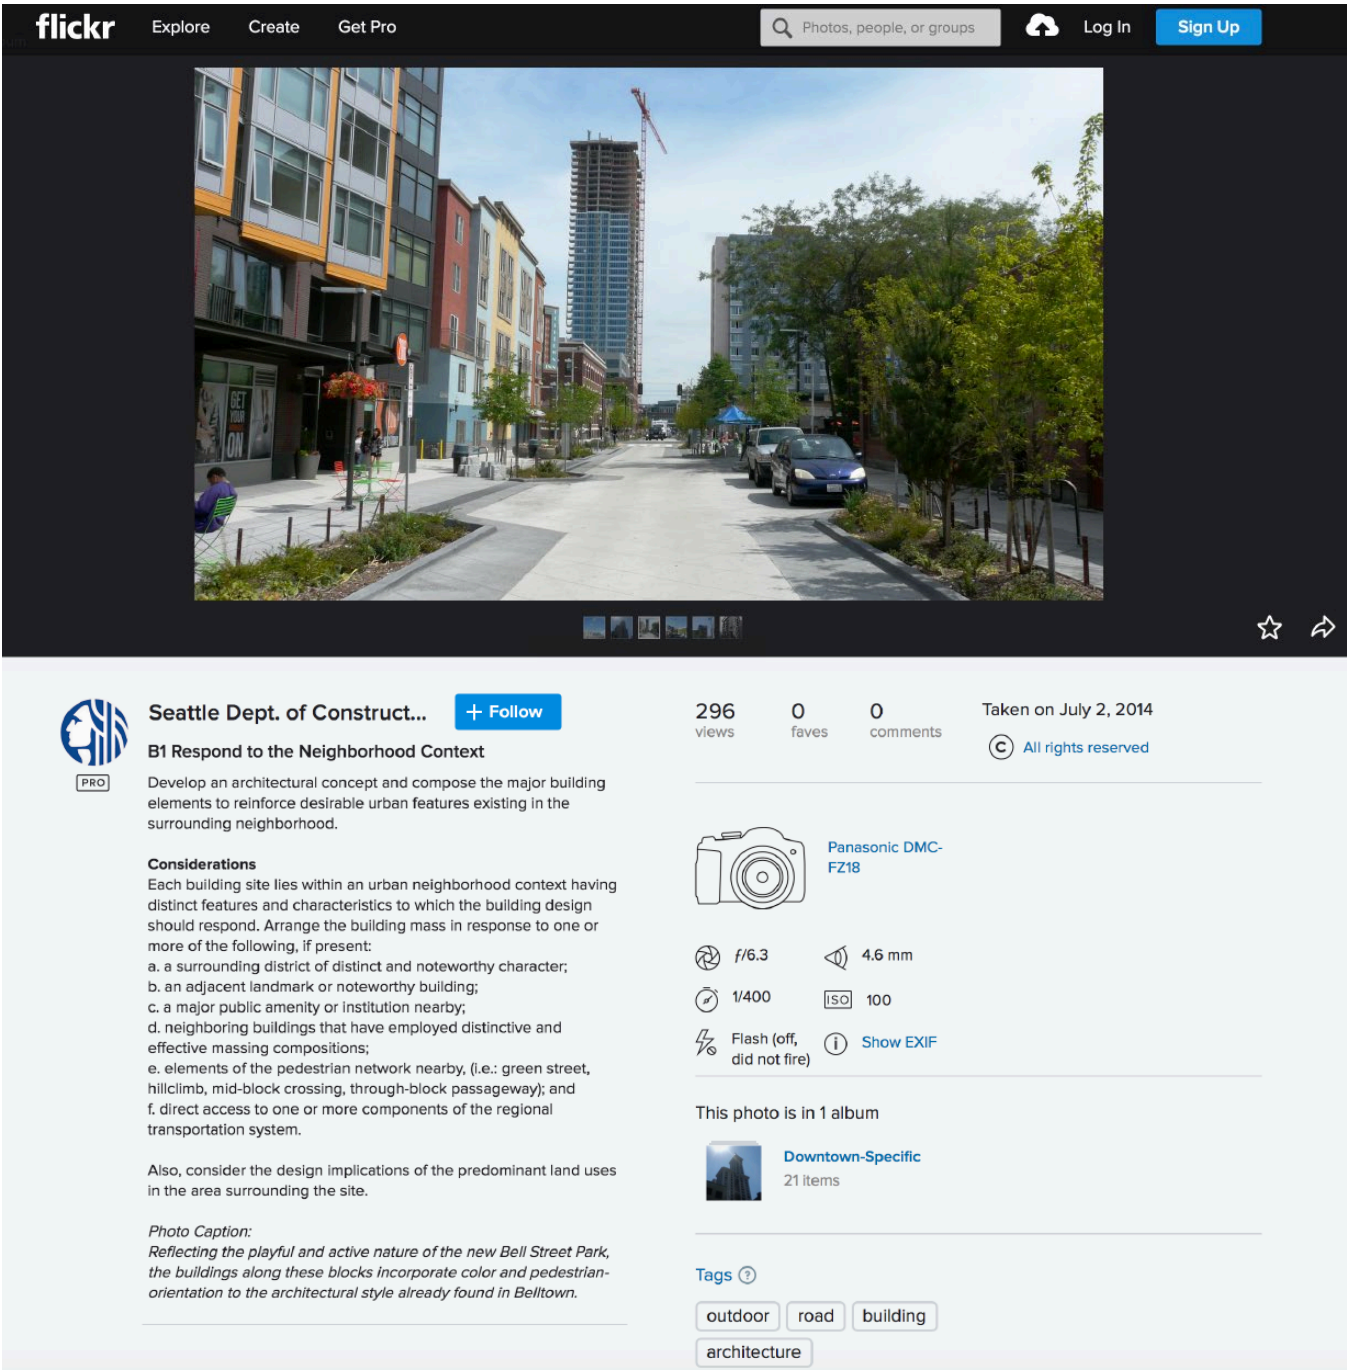 flickr
Explore
Create
Get Pro
Photos, people, or groups
Log In
Sign Up
GET
YOUR
ON
Seattle Dept. of Construct...
+ Follow
PRO
B1 Respond to the Neighborhood Context
Develop an architectural concept and compose the major building
elements to reinforce desirable urban features existing in the
surrounding neighborhood.
Considerations
Each building site lies within an urban neighborhood context having
distinct features and characteristics to which the building design
should respond. Arrange the building mass in response to one or
more of the following, if present:
a. a surrounding district of distinct and noteworthy character;
b. an adjacent landmark or noteworthy building;
c. a major public amenity or institution nearby;
d. neighboring buildings that have employed distinctive and
effective massing compositions;
e. elements of the pedestrian network nearby, (i.e.: green street,
hillclimb, mid-block crossing, through-block passageway); and
f. direct access to one or more components of the regional
transportation system.
Also, consider the design implications of the predominant land uses
in the area surrounding the site.
Photo Caption:
Reflecting the playful and active nature of the new Bell Street Park,
the buildings along these blocks incorporate color and pedestrian-
orientation to the architectural style already found in Belltown.
296
views
0
faves
0
comments
Taken on July 2, 2014
© All rights reserved
Panasonic DMC-
FZ18
ƒ/6.3
4.6 mm
1/400
ISO 100
Flash (off,
did not fire)
Show EXIF
This photo is in 1 album
Downtown-Specific
21 items
Tags ?
outdoor
road
building
architecture